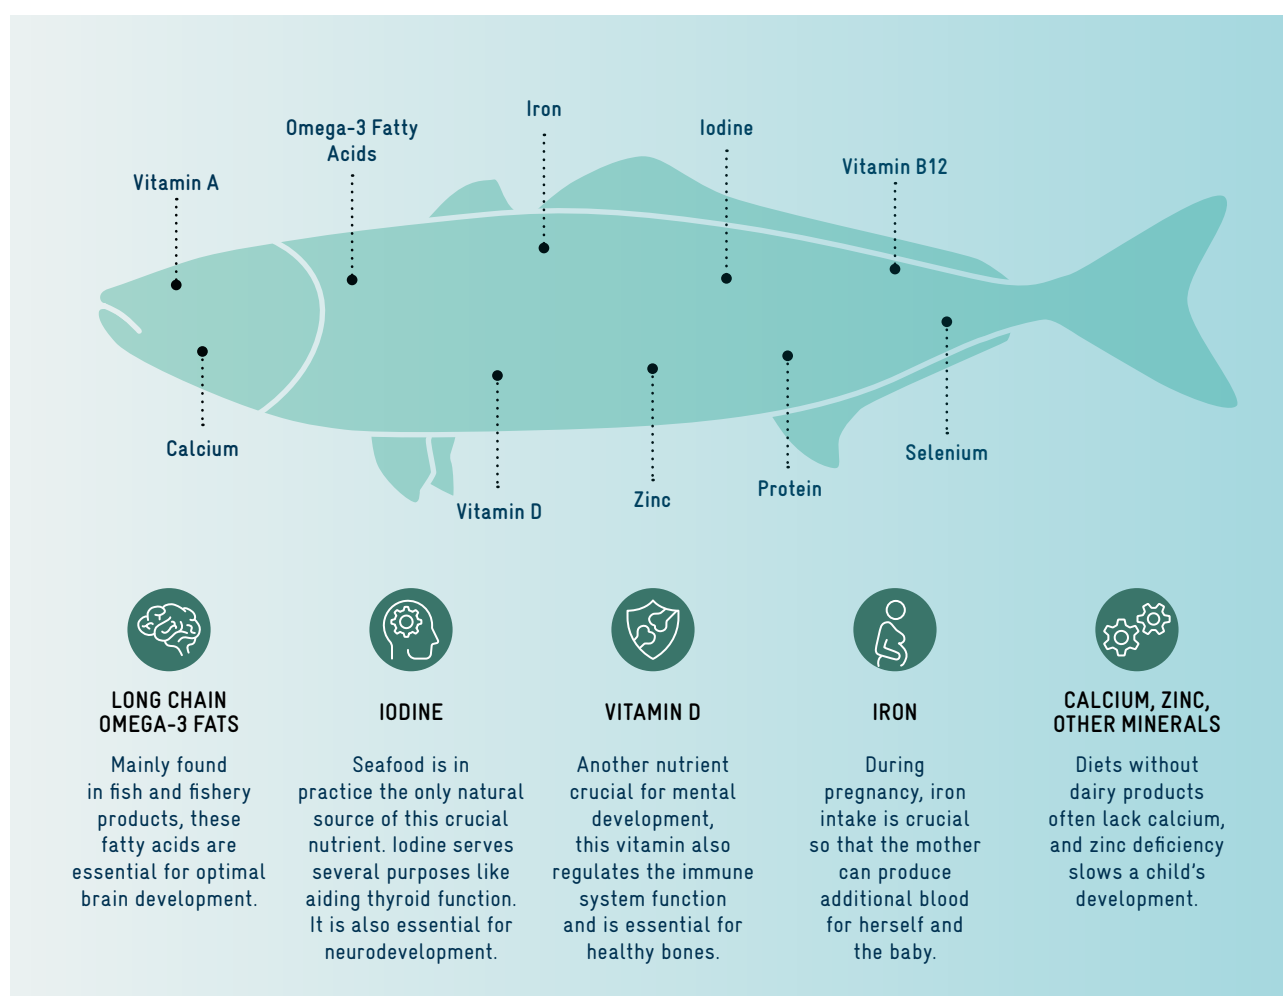 Iron
Omega-3 Fatty
Acids
Iodine
Vitamin B12
Vitamin A
Calcium
Vitamin D
Zinc
Protein
Selenium
LONG CHAIN
OMEGA-3 FATS
Mainly found
in fish and fishery
products, these
fatty acids are
essential for optimal
brain development.
IODINE
Seafood is in
practice the only natural
source of this crucial
nutrient. Iodine serves
several purposes like
aiding thyroid function.
It is also essential for
neurodevelopment.
VITAMIN D
Another nutrient
crucial for mental
development,
this vitamin also
regulates the immune
system function
and is essential for
healthy bones.
IRON
During
pregnancy, iron
intake is crucial
so that the mother
can produce
additional blood
for herself and
the baby.
CALCIUM, ZINC,
OTHER MINERALS
Diets without
dairy products
often lack calcium,
and zinc deficiency
slows a child's
development.